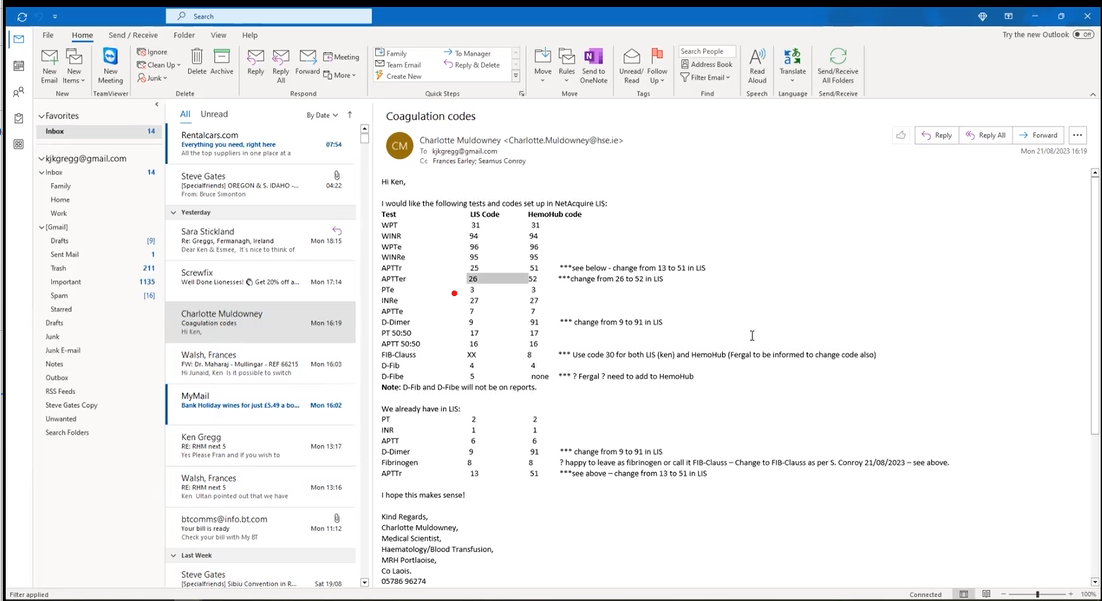 Search
File Home Send / Receive Folder View Help
Try the new Outlook Off
New Email
New Items
New Meeting
Ignore
Clean Up
Junk
Delete
Archive
Reply
Reply All
Forward
Meeting
More
Family
Team Email
Create New
To Manager
Reply & Delete
Move
Rules
Send to OneNote
Unread/ Read
Follow Up
Search People
Address Book
Filter Email
Read Aloud
Translate
Send/Receive All Folders
New TeamViewer Delete Respond Quick Steps Move Tags Find Speech Language Send/Receive
Favorites
Inbox 14
kjkgregg@gmail.com
Inbox 14
Family
Home
Work
[Gmail]
Drafts [9]
Sent Mail 1
Trash 211
Important 1135
Spam [16]
Starred
Drafts
Junk
Junk E-mail
Notes
Outbox
RSS Feeds
Steve Gates Copy
Unwanted
Search Folders
All Unread By Date
Rentalcars.com
Everything you need, right here 07:54
All the top suppliers in one place at a
Steve Gates
[Specialfriends] OREGON & S. IDAHO -... 04:22
From: Bruce Simonton
Yesterday
Sara Stickland
Re: Greggs, Fermanagh, Ireland Mon 18:15
Dear Ken & Esmee, It's nice to think of
Screwfix
Well Done Lionesses! Get 20% off a... Mon 17:14
Charlotte Muldowney
Coagulation codes Mon 16:19
Hi Ken,
Walsh, Frances
FW: Dr. Maharaj - Mullingar - REF 66215 Mon 16:03
Hi Junaid, Ken Is it possible to switch
MyMail
Bank Holiday wines for just £5.49 a bo... Mon 16:02
Ken Gregg
RE: RHM next 5 Mon 13:17
Yes Please Fran and if you wish to
Walsh, Frances
RE: RHM next 5 Mon 13:16
Ken Ultan pointed out that we have
btcomms@info.bt.com
Your bill is ready Mon 11:12
Check your bill with My BT
Last Week
Steve Gates
[Specialfriends] Sibiu Convention in R... Sat 19/08
Coagulation codes
CM
Charlotte Muldowney <Charlotte.Muldowney@hse.ie>
To kjkgregg@gmail.com
Cc Frances Earley; Seamus Conroy
Reply Reply All Forward ...
Mon 21/08/2023 16:19
Hi Ken,
I would like the following tests and codes set up in NetAcquire LIS:
Test LIS Code HemoHub code
WPT 31 31
WINR 94 94
WPTe 96 96
WINRe 95 95
APTTr 25 51 ***see below - change from 13 to 51 in LIS
APTTer 26 52 ***change from 26 to 52 in LIS
PTe 3 3
INRe 27 27
APTTe 7 7
D-Dimer 9 91 *** change from 9 to 91 in LIS
PT 50:50 17 17
APTT 50:50 16 16
FIB-Clauss XX 8 *** Use code 30 for both LIS (ken) and HemoHub (Fergal to be informed to change code also)
D-Fib 4 4
D-Fibe 5 none *** ? Fergal ? need to add to HemoHub
Note: D-Fib and D-Fibe will not be on reports.
We already have in LIS:
PT 2 2
INR 1 1
APTT 6 6
D-Dimer 9 91 *** change from 9 to 91 in LIS
Fibrinogen 8 8 ? happy to leave as fibrinogen or call it FIB-Clauss – Change to FIB-Clauss as per S. Conroy 21/08/2023 – see above.
APTTr 13 51 ***see above – change from 13 to 51 in LIS
I hope this makes sense!
Kind Regards,
Charlotte Muldowney,
Medical Scientist,
Haematology/Blood Transfusion,
MRH Portlaoise,
Co Laois.
05786 96274
Filter applied
Connected
100%